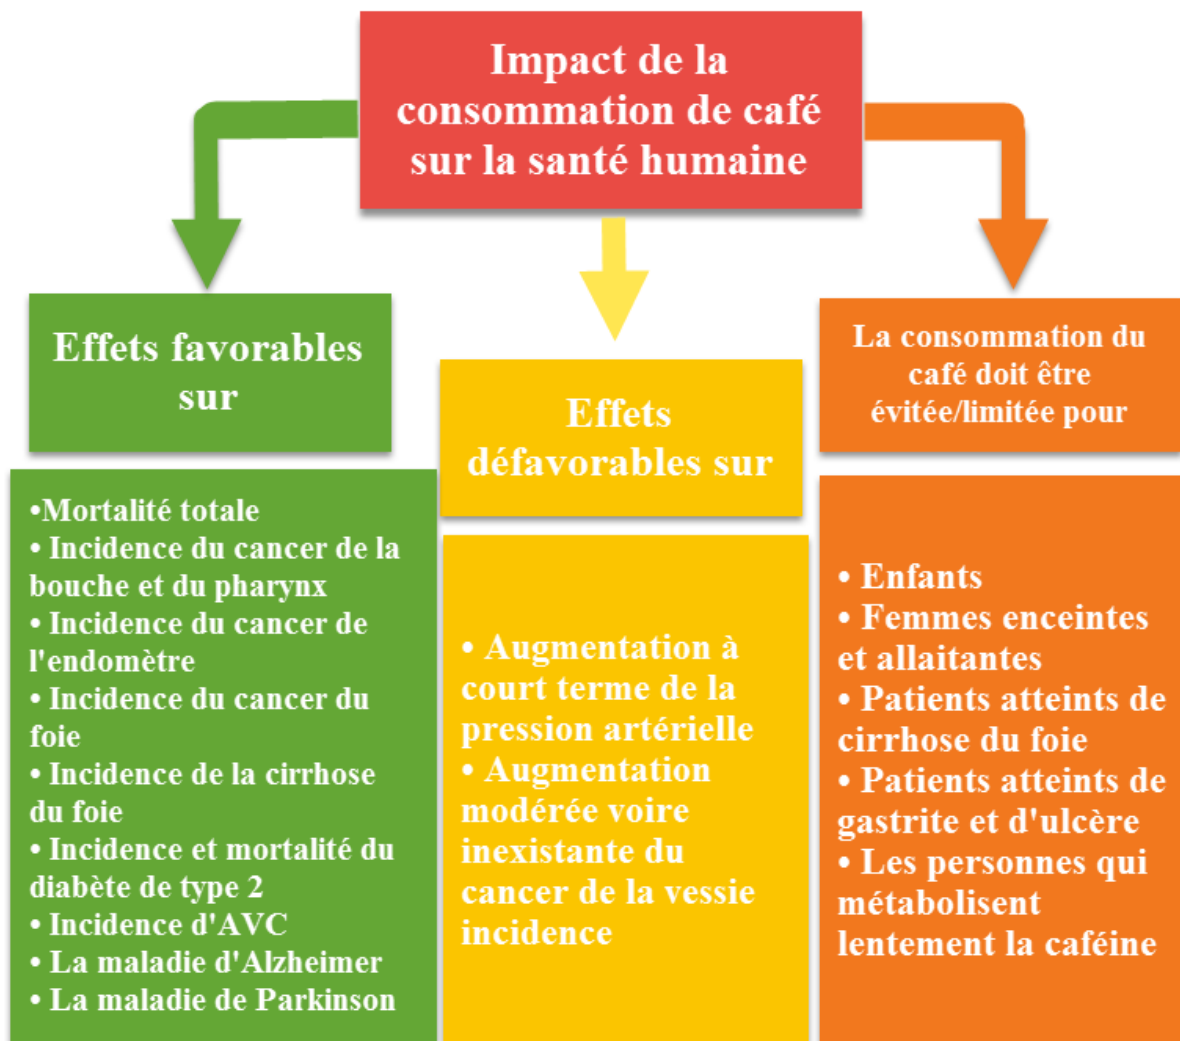 Impact de la
consommation de café
sur la santé humaine
Effets favorables
sur
•Mortalité totale
• Incidence du cancer de la
bouche et du pharynx
• Incidence du cancer de
l'endomètre
• Incidence du cancer du
foie
• Incidence de la cirrhose
du foie
• Incidence et mortalité du
diabète de type 2
• Incidence d'AVC
• La maladie d'Alzheimer
• La maladie de Parkinson
Effets
défavorables sur
• Augmentation à
court terme de la
pression artérielle
• Augmentation
modérée voire
inexistante du
cancer de la vessie
incidence
La consommation du
café doit être
évitée/limitée pour
• Enfants
• Femmes enceintes
et allaitantes
• Patients atteints de
cirrhose du foie
• Patients atteints de
gastrite et d'ulcère
• Les personnes qui
métabolisent
lentement la caféine